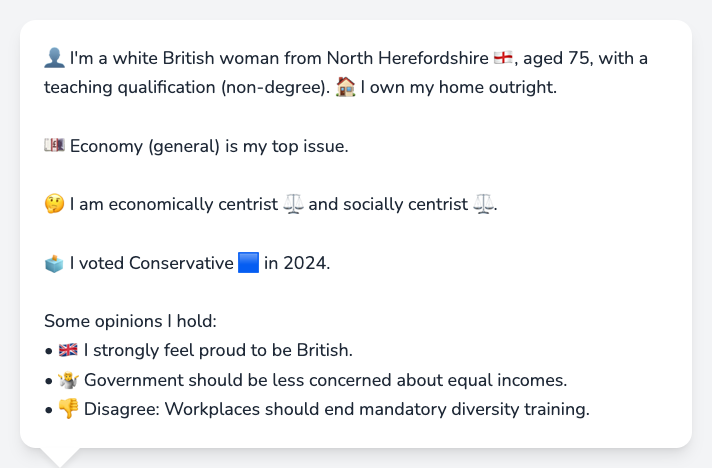 👤 I'm a white British woman from North Herefordshire 🏴󠁧󠁢󠁥󠁮󠁧󠁿, aged 75, with a
teaching qualification (non-degree). 🏠 I own my home outright.
💷 Economy (general) is my top issue.
🤔 I am economically centrist ⚖️ and socially centrist ⚖️.
🗳️ I voted Conservative 🟦 in 2024.
Some opinions I hold:
• 🇬🇧 I strongly feel proud to be British.
• 🤷 Government should be less concerned about equal incomes.
• 👎 Disagree: Workplaces should end mandatory diversity training.